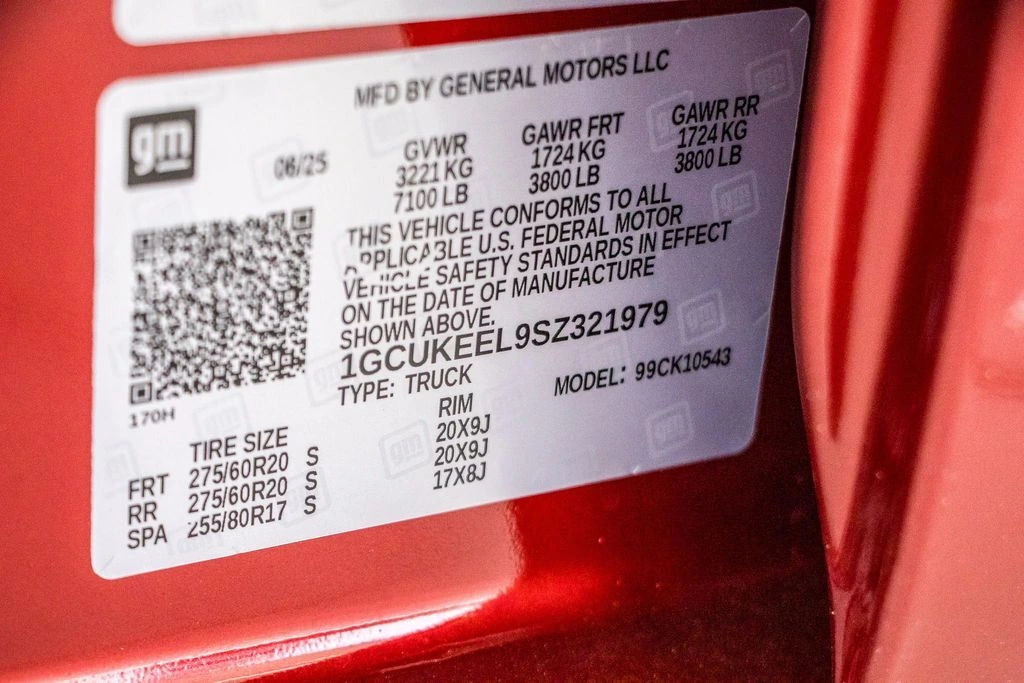 MFD BY GENERAL MOTORS LLC
gm
06/25
GVWR GAWR FRT GAWR RR
3221 KG 1724 KG 1724 KG
7100 LB 3800 LB 3800 LB
THIS VEHICLE CONFORMS TO ALL
APPLICABLE U.S. FEDERAL MOTOR
VEHICLE SAFETY STANDARDS IN EFFECT
ON THE DATE OF MANUFACTURE
SHOWN ABOVE.
1GCUKEEL9SZ321979
170H
TYPE: TRUCK MODEL: 99CK10543
TIRE SIZE RIM
FRT 275/60R20 S 20X9J
RR 275/60R20 S 20X9J
SPA 255/80R17 S 17X8J